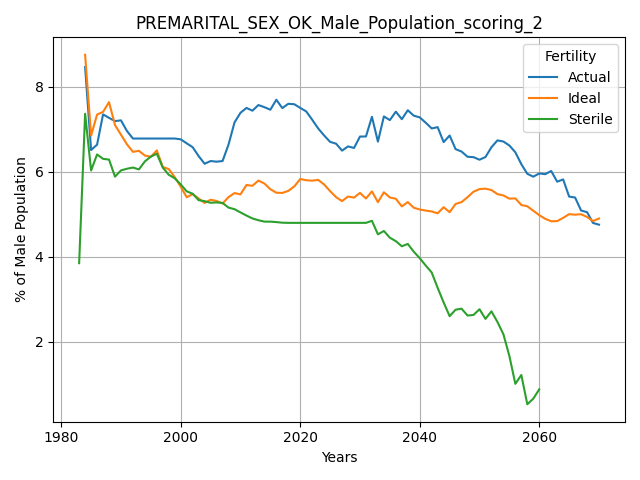 PREMARITAL_SEX_OK_Male_Population_scoring_2
Fertility
Actual
Ideal
Sterile
% of Male Population
8
6
4
2
1980 2000 2020 2040 2060
Years